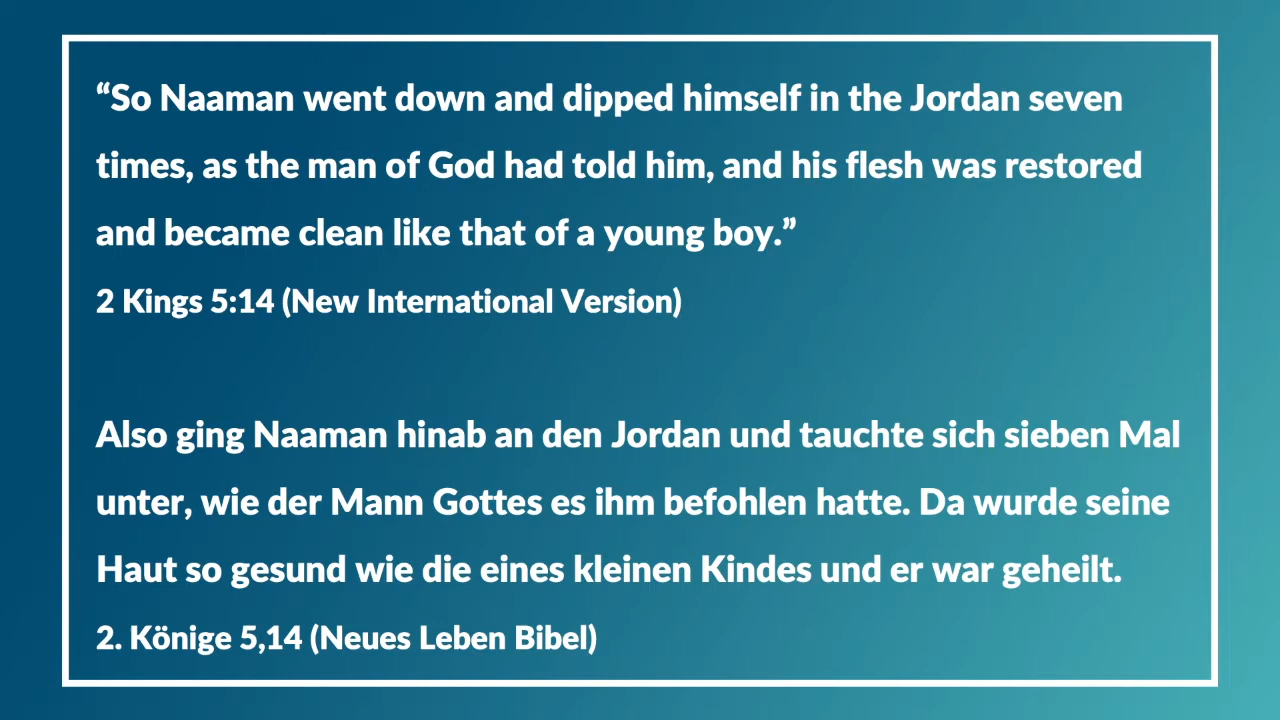 “So Naaman went down and dipped himself in the Jordan seven
times, as the man of God had told him, and his flesh was restored
and became clean like that of a young boy.”
2 Kings 5:14 (New International Version)
Also ging Naaman hinab an den Jordan und tauchte sich sieben Mal
unter, wie der Mann Gottes es ihm befohlen hatte. Da wurde seine
Haut so gesund wie die eines kleinen Kindes und er war geheilt.
2. Könige 5,14 (Neues Leben Bibel)